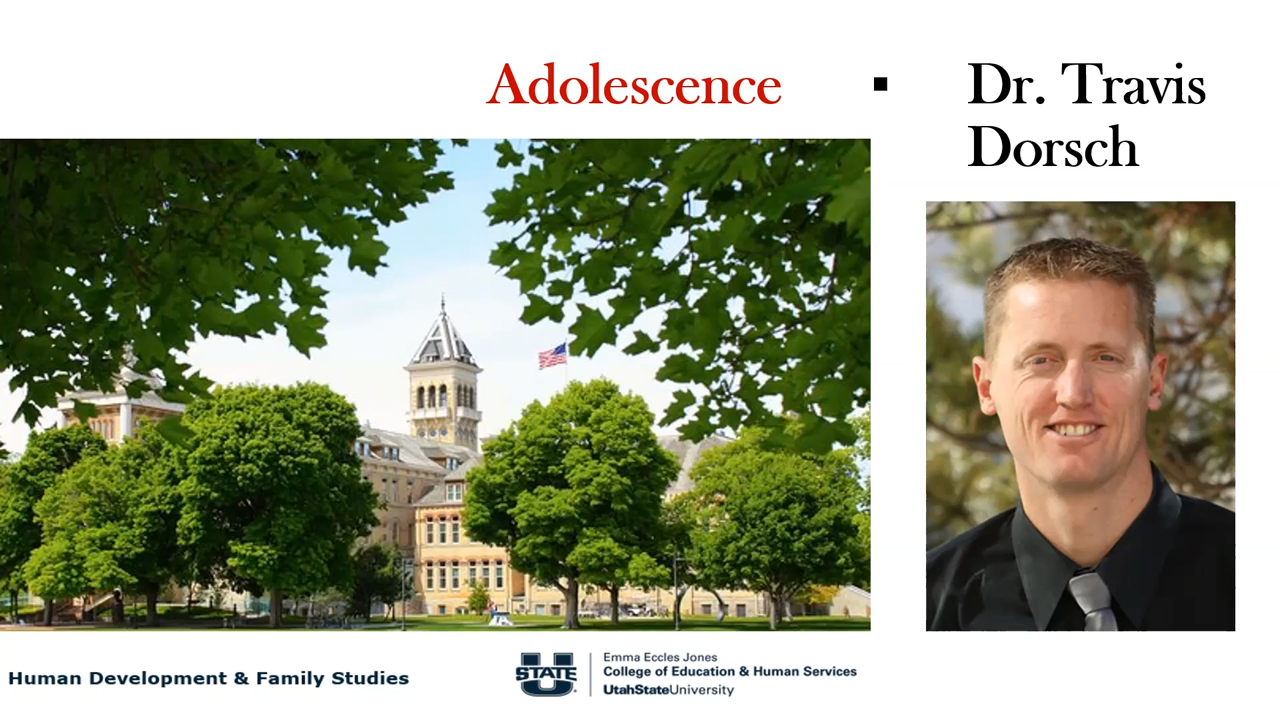 Adolescence
▪ Dr. Travis
Dorsch
Human Development & Family Studies
U
STATE
Emma Eccles Jones
College of Education & Human Services
UtahStateUniversity